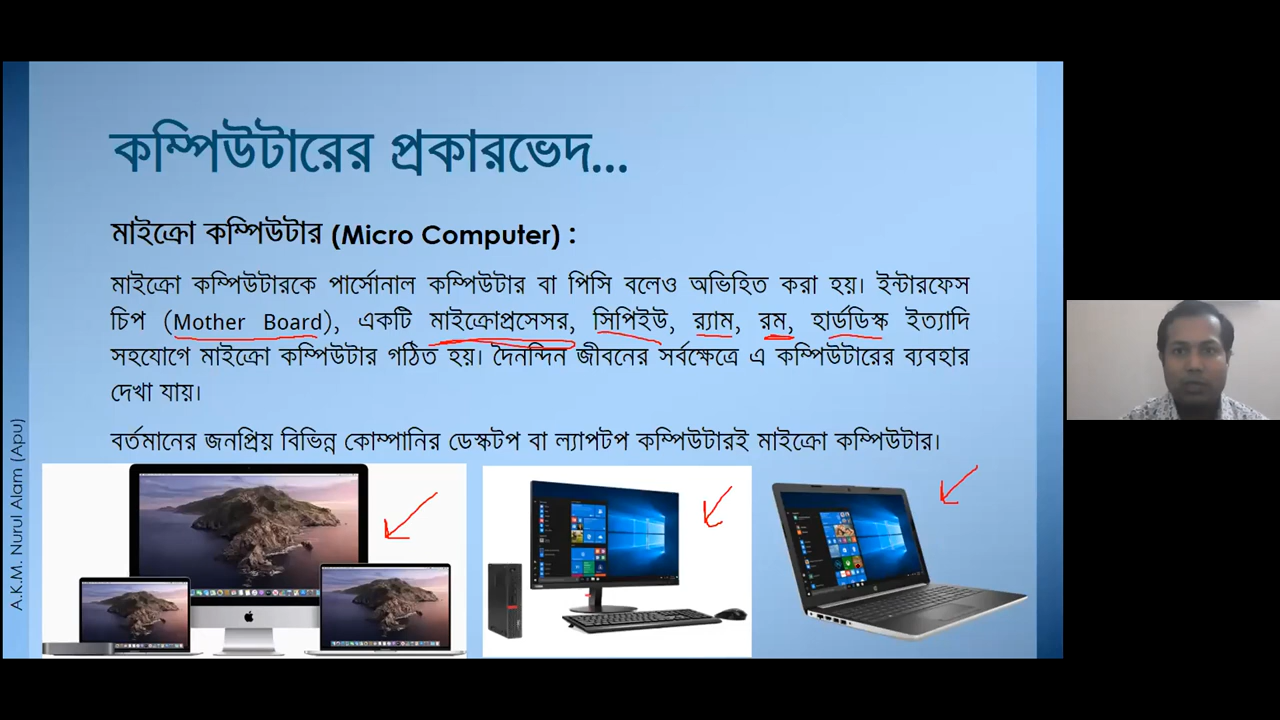 কম্পিউটারের প্রকারভেদ...
মাইক্রো কম্পিউটার (Micro Computer) :
মাইক্রো কম্পিউটারকে পার্সোনাল কম্পিউটার বা পিসি বলেও অভিহিত করা হয়। ইন্টারফেস
চিপ (Mother Board), একটি মাইক্রোপ্রসেসর, সিপিইউ, র‍্যাম, রম, হার্ডডিস্ক ইত্যাদি
সহযোগে মাইক্রো কম্পিউটার গঠিত হয়। দৈনন্দিন জীবনের সর্বক্ষেত্রে এ কম্পিউটারের ব্যবহার
দেখা যায়।
বর্তমানের জনপ্রিয় বিভিন্ন কোম্পানির ডেস্কটপ বা ল্যাপটপ কম্পিউটারই মাইক্রো কম্পিউটার।
A.K.M. Nurul Alam (Apu)